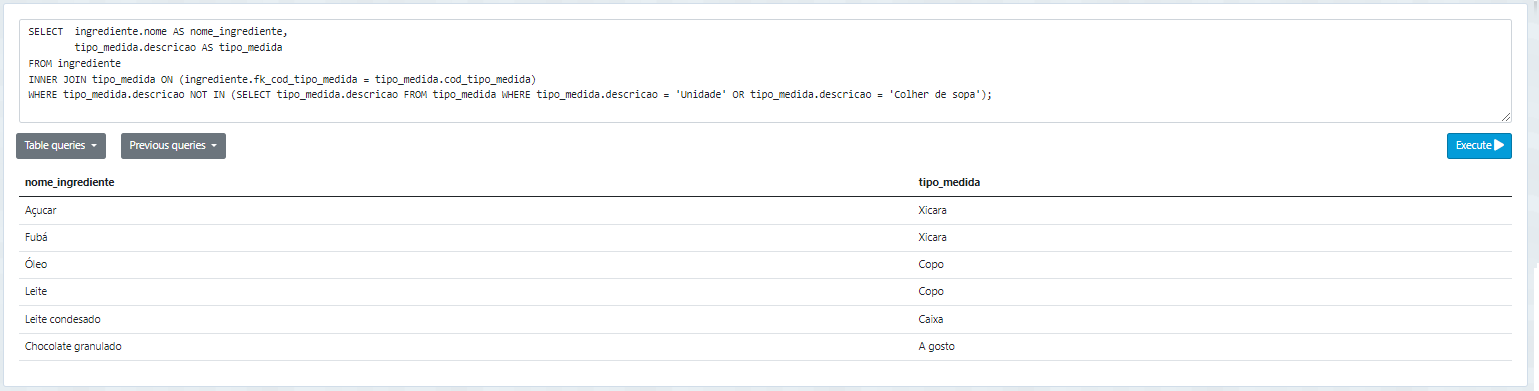 SELECT  ingrediente.nome AS nome_ingrediente,
        tipo_medida.descricao AS tipo_medida
FROM ingrediente
INNER JOIN tipo_medida ON (ingrediente.fk_cod_tipo_medida = tipo_medida.cod_tipo_medida)
WHERE tipo_medida.descricao NOT IN (SELECT tipo_medida.descricao FROM tipo_medida WHERE tipo_medida.descricao = 'Unidade' OR tipo_medida.descricao = 'Colher de sopa');
Table queries Previous queries Execute
nome_ingrediente tipo_medida
Açucar Xicara
Fubá Xicara
Óleo Copo
Leite Copo
Leite condesado Caixa
Chocolate granulado A gosto